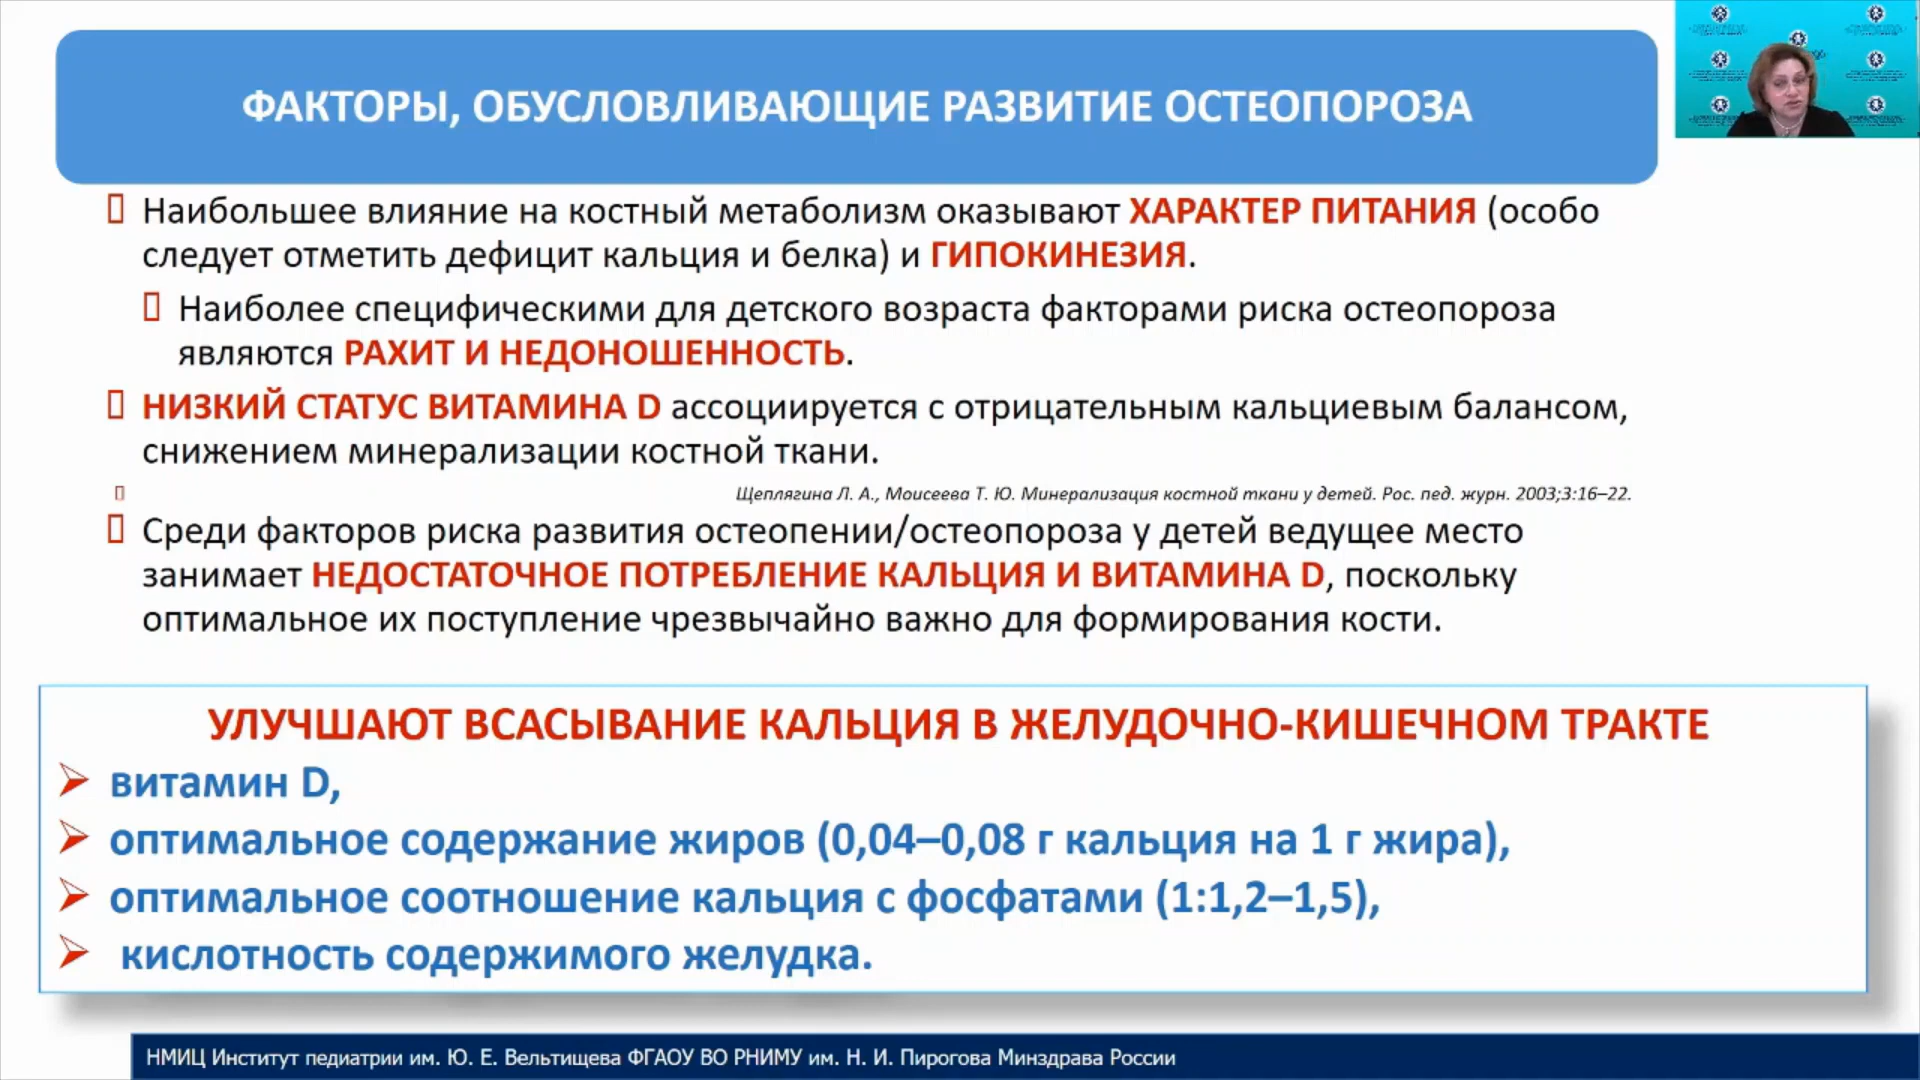 ФАКТОРЫ, ОБУСЛОВЛИВАЮЩИЕ РАЗВИТИЕ ОСТЕОПОРОЗА
Наибольшее влияние на костный метаболизм оказывают ХАРАКТЕР ПИТАНИЯ (особо
следует отметить дефицит кальция и белка) и ГИПОКИНЕЗИЯ.
Наиболее специфическими для детского возраста факторами риска остеопороза
являются РАХИТ И НЕДОНОШЕННОСТЬ.
НИЗКИЙ СТАТУС ВИТАМИНА D ассоциируется с отрицательным кальциевым балансом,
снижением минерализации костной ткани.
Щеплягина Л. А., Моисеева Т. Ю. Минерализация костной ткани у детей. Рос. пед. журн. 2003;3:16–22.
Среди факторов риска развития остеопении/остеопороза у детей ведущее место
занимает НЕДОСТАТОЧНОЕ ПОТРЕБЛЕНИЕ КАЛЬЦИЯ И ВИТАМИНА D, поскольку
оптимальное их поступление чрезвычайно важно для формирования кости.
УЛУЧШАЮТ ВСАСЫВАНИЕ КАЛЬЦИЯ В ЖЕЛУДОЧНО-КИШЕЧНОМ ТРАКТЕ
витамин D,
оптимальное содержание жиров (0,04–0,08 г кальция на 1 г жира),
оптимальное соотношение кальция с фосфатами (1:1,2–1,5),
кислотность содержимого желудка.
НМИЦ Институт педиатрии им. Ю. Е. Вельтищева ФГАОУ ВО РНИМУ им. Н. И. Пирогова Минздрава России